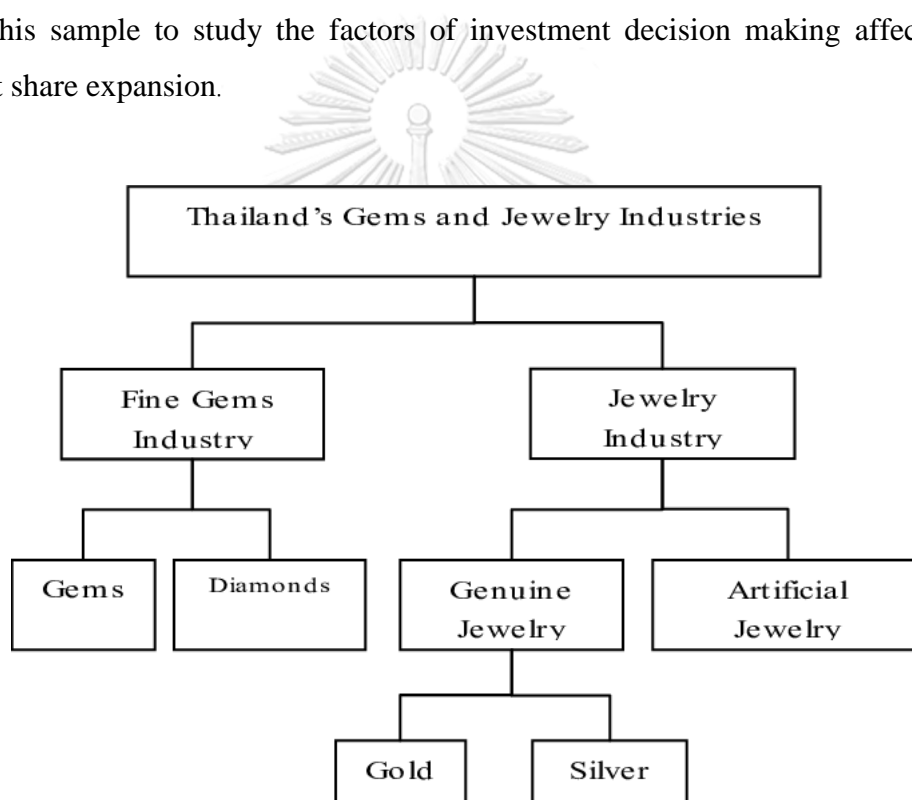 his sample to study the factors of investment decision making affec
t share expansion.
Thailand's Gems and Jewelry Industries
Fine Gems
Industry
Jewelry
Industry
Gems
Diamonds
Genuine
Jewelry
Artificial
Jewelry
Gold
Silver